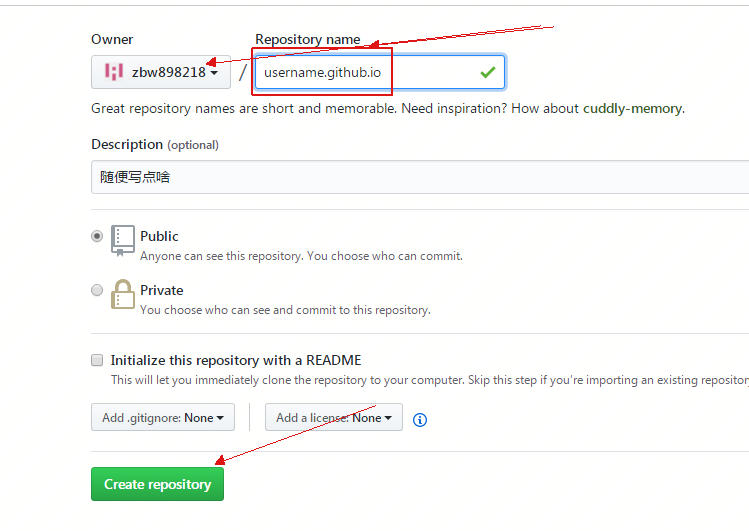 Owner
Repository name
zbw898218 / username.github.io
Great repository names are short and memorable. Need inspiration? How about cuddly-memory.
Description (optional)
随便写点啥
Public
Anyone can see this repository. You choose who can commit.
Private
You choose who can see and commit to this repository.
Initialize this repository with a README
This will let you immediately clone the repository to your computer. Skip this step if you're importing an existing repository
Add .gitignore: None
Add a license: None
Create repository